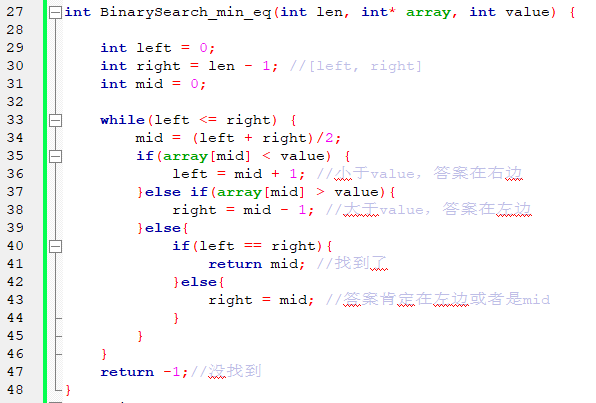 27 int BinarySearch_min_eq(int len, int* array, int value) {
28
29 int left = 0;
30 int right = len - 1; //[left, right]
31 int mid = 0;
32
33 while(left <= right) {
34 mid = (left + right)/2;
35 if(array[mid] < value) {
36 left = mid + 1; //小于value，答案在右边
37 }else if(array[mid] > value){
38 right = mid - 1; //大于value，答案在左边
39 }else{
40 if(left == right){
41 return mid; //找到了
42 }else{
43 right = mid; //答案肯定在左边或者是mid
44 }
45 }
46 }
47 return -1;//没找到
48 }